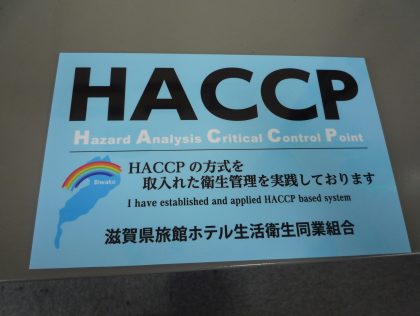 HACCP
Hazard Analysis Critical Control Point
Biwako
HACCPの方式を
取入れた衛生管理を実践しております
I have established and applied HACCP based system
滋賀県旅館ホテル生活衛生同業組合